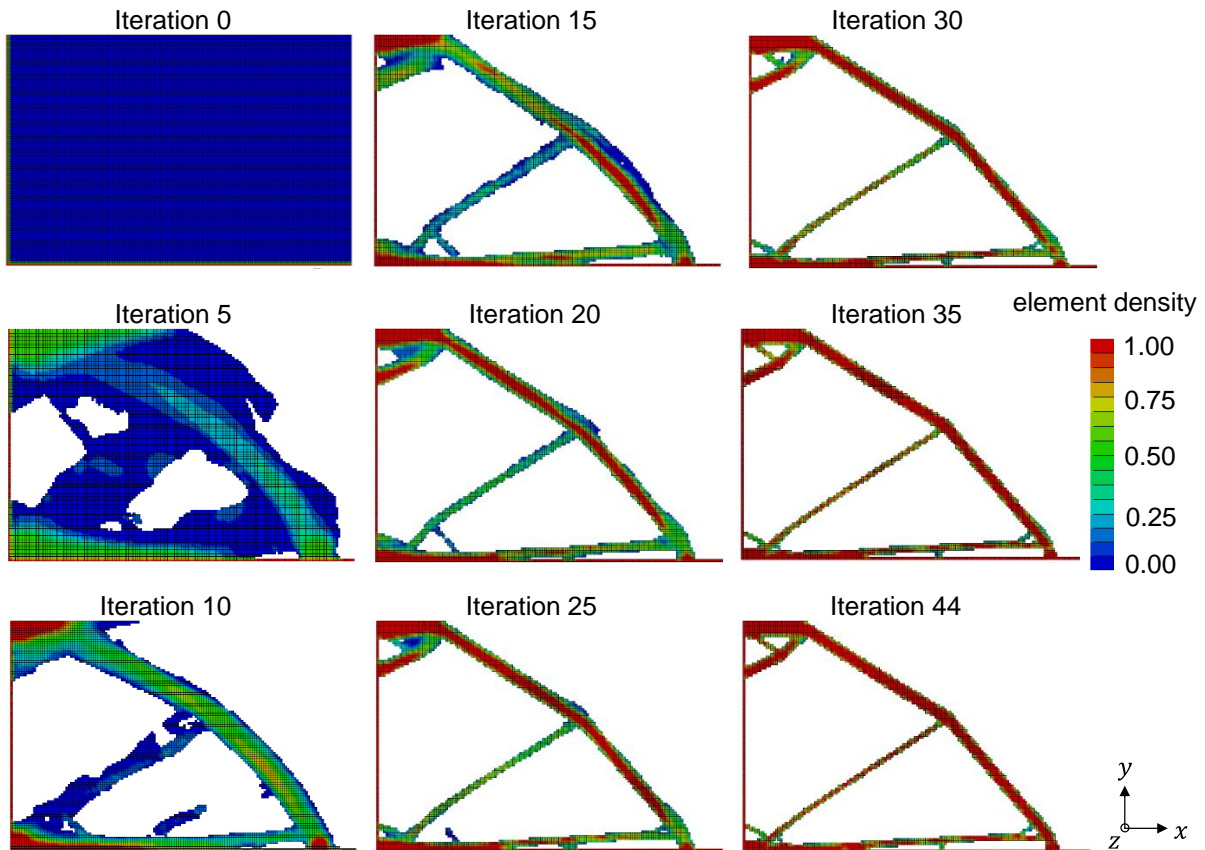 Iteration 0
Iteration 15
Iteration 30
Iteration 5
Iteration 20
Iteration 35
element density
1.00
0.75
0.50
0.25
0.00
Iteration 10
Iteration 25
Iteration 44
y
z
x